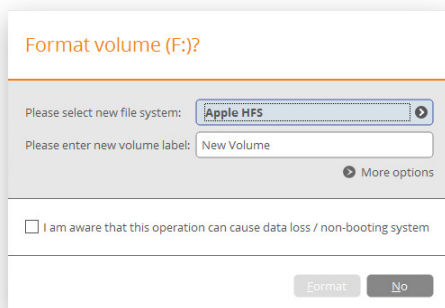 Format volume (F:)?
Please select new file system: Apple HFS
Please enter new volume label: New Volume
More options
I am aware that this operation can cause data loss / non-booting system
Format No